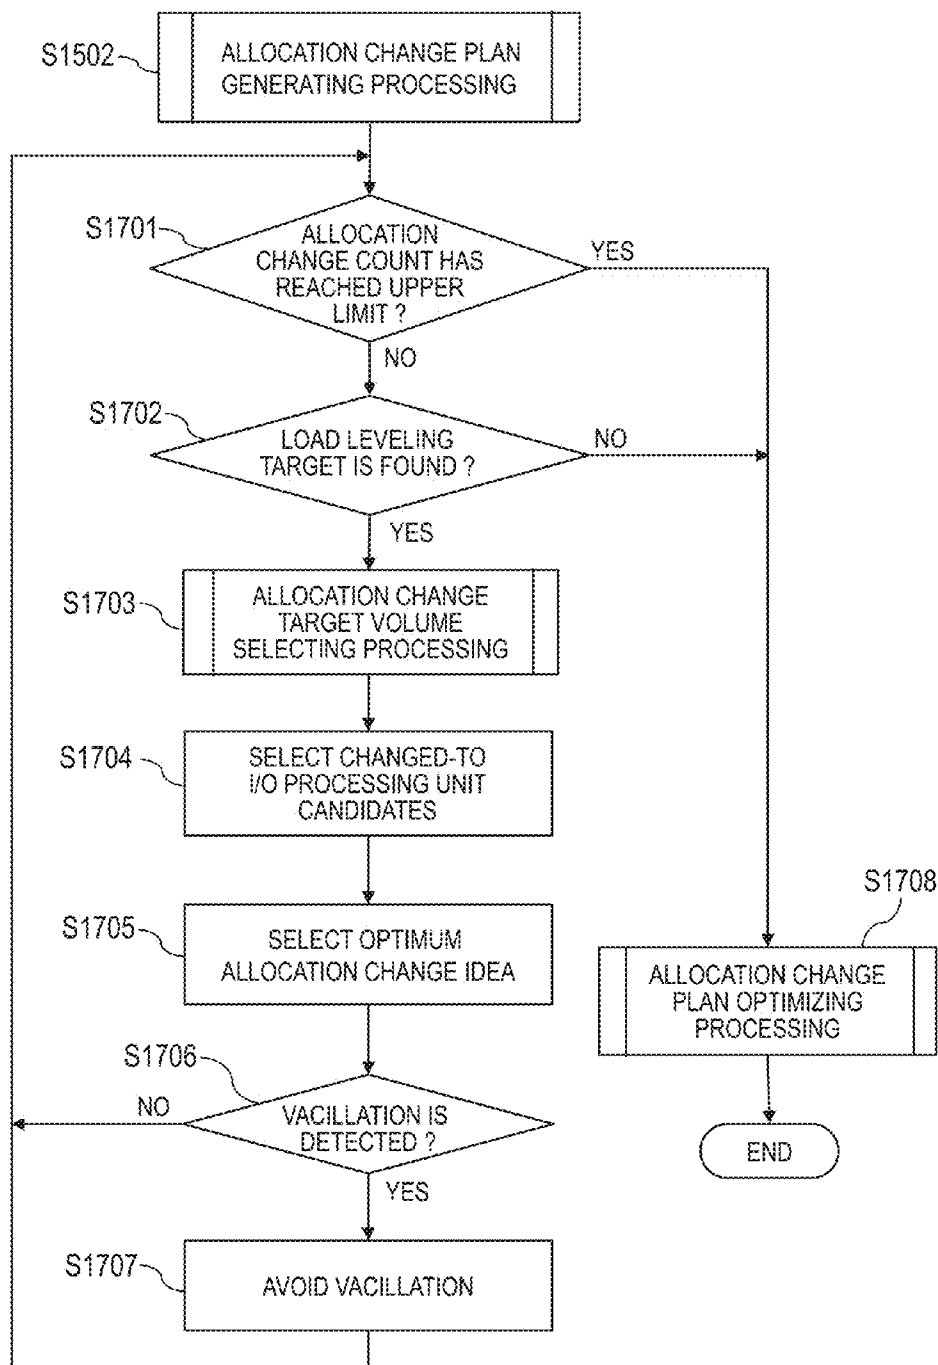 S1502
ALLOCATION CHANGE PLAN
GENERATING PROCESSING
S1701
ALLOCATION
CHANGE COUNT HAS
REACHED UPPER
LIMIT ?
YES
NO
S1702
LOAD LEVELING
TARGET IS FOUND ?
NO
YES
S1703
ALLOCATION CHANGE
TARGET VOLUME
SELECTING PROCESSING
S1704
SELECT CHANGED-TO
I/O PROCESSING UNIT
CANDIDATES
S1705
SELECT OPTIMUM
ALLOCATION CHANGE IDEA
S1708
ALLOCATION CHANGE
PLAN OPTIMIZING
PROCESSING
S1706
NO
VACILLATION IS
DETECTED ?
YES
END
S1707
AVOID VACILLATION